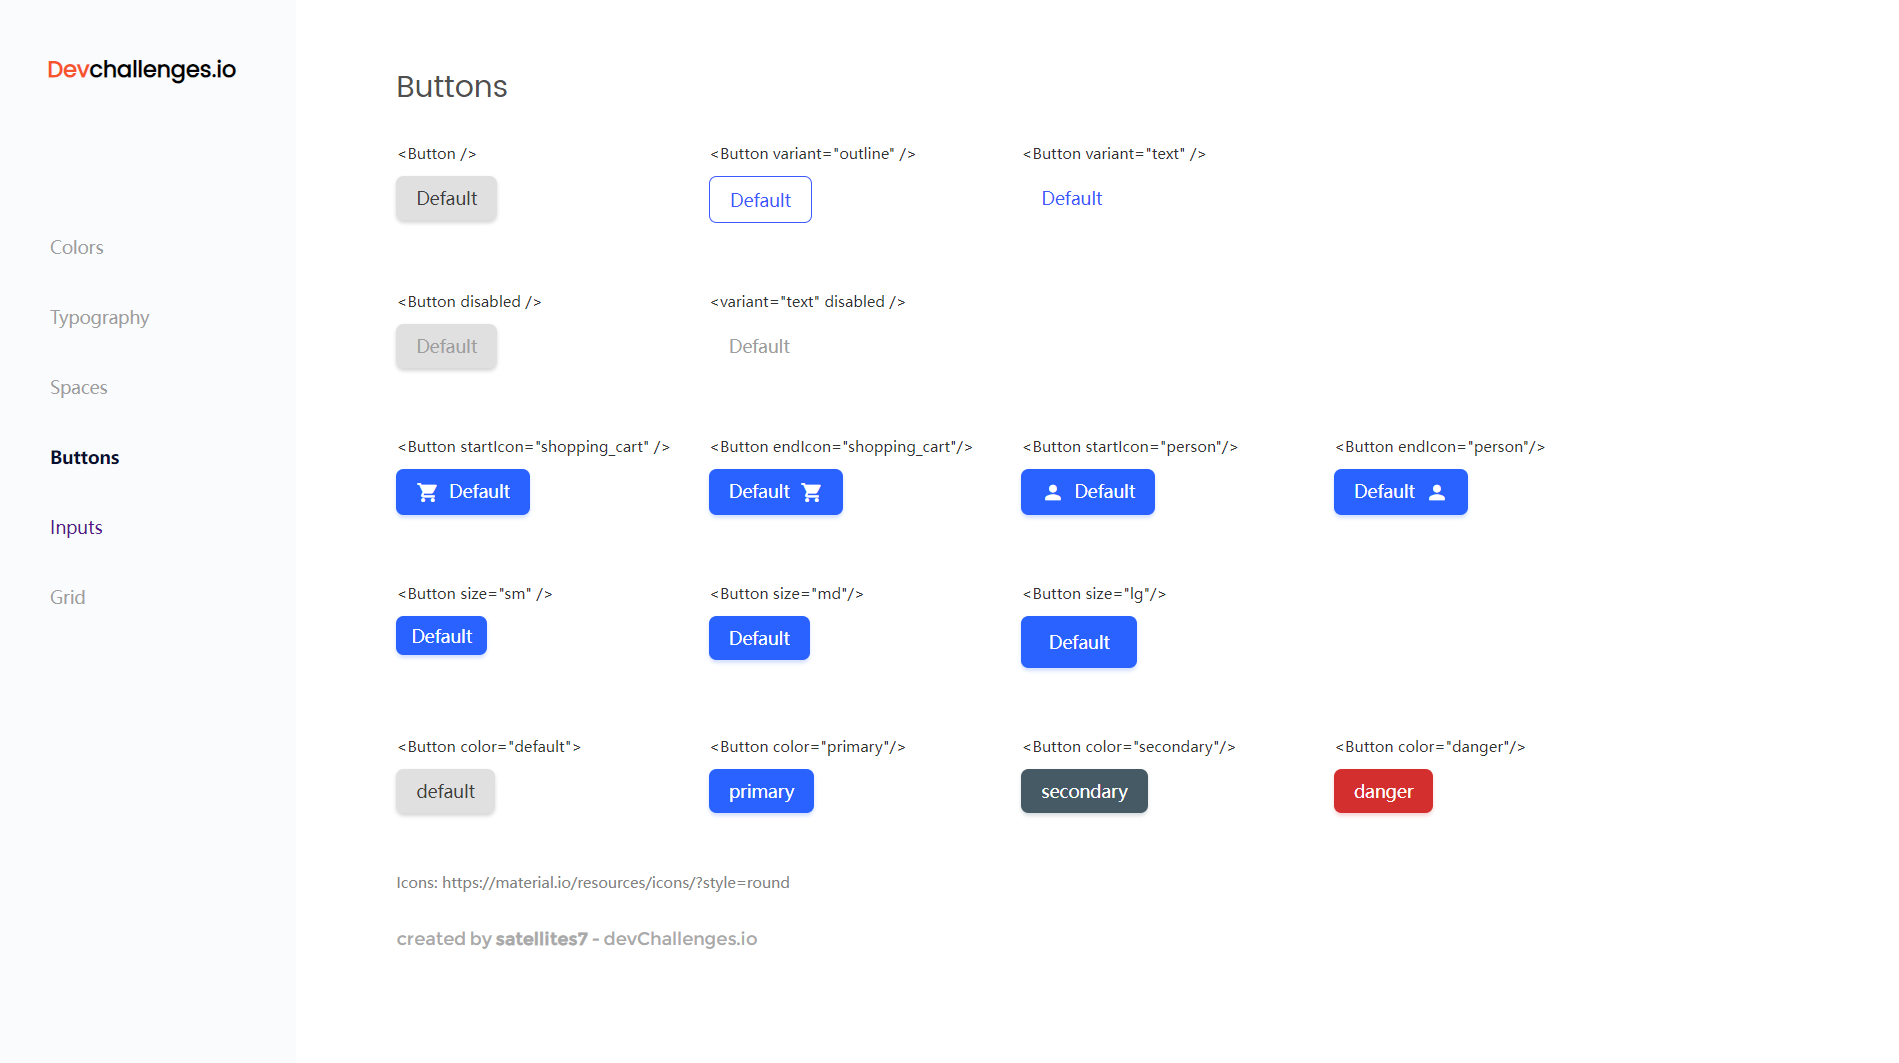 Devchallenges.io
Colors
Typography
Spaces
Buttons
Inputs
Grid
Buttons
<Button />
<Button variant="outline" />
<Button variant="text" />
Default
Default
Default
<Button disabled />
<variant="text" disabled />
Default
Default
<Button startIcon="shopping_cart" />
<Button endIcon="shopping_cart"/>
<Button startIcon="person"/>
<Button endIcon="person"/>
Default
Default
Default
Default
<Button size="sm" />
<Button size="md"/>
<Button size="lg"/>
Default
Default
Default
<Button color="default">
<Button color="primary"/>
<Button color="secondary"/>
<Button color="danger"/>
default
primary
secondary
danger
Icons: https://material.io/resources/icons/?style=round
created by satellites7 - devChallenges.io